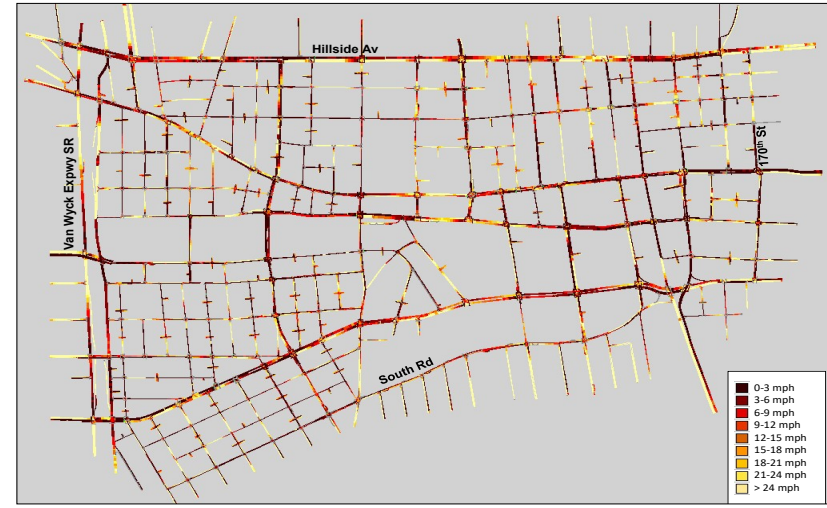 Hillside Av
Van Wyck Expwy SR
170th St
South Rd
0-3 mph
3-6 mph
6-9 mph
9-12 mph
12-15 mph
15-18 mph
18-21 mph
21-24 mph
> 24 mph